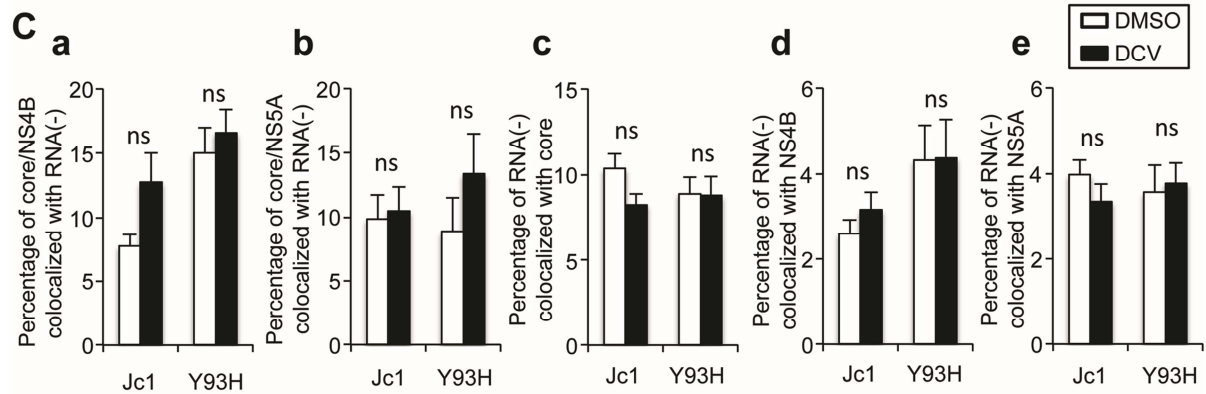 C
DMSO
DCV
a
Percentage of core/NS4B
colocalized with RNA(-)
20
15
10
5
0
ns
ns
Jc1
Y93H
b
Percentage of core/NS5A
colocalized with RNA(-)
20
15
10
5
0
ns
ns
Jc1
Y93H
c
Percentage of RNA(-)
colocalized with core
15
10
5
0
ns
ns
Jc1
Y93H
d
Percentage of RNA(-)
colocalized with NS4B
6
4
2
0
ns
ns
Jc1
Y93H
e
Percentage of RNA(-)
colocalized with NS5A
6
4
2
0
ns
ns
Jc1
Y93H